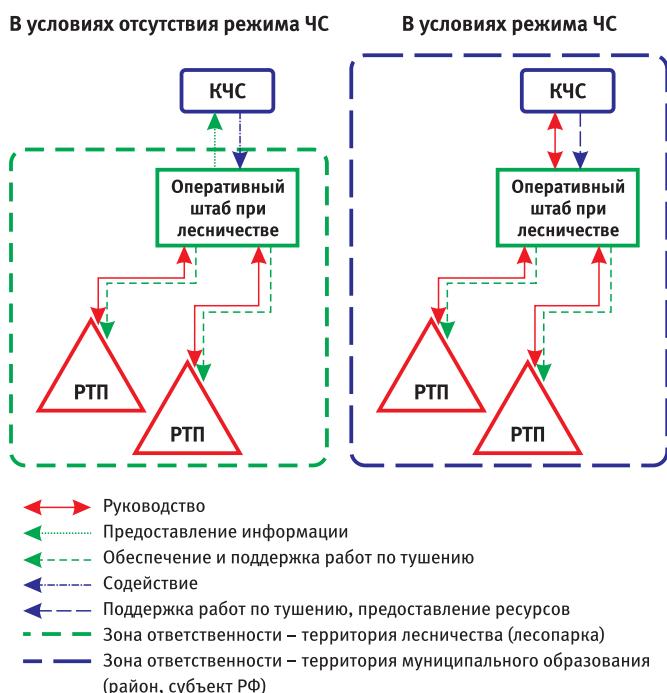 В условиях отсутствия режима ЧС
В условиях режима ЧС
КЧС
КЧС
Оперативный
штаб при
лесничестве
Оперативный
штаб при
лесничестве
РТП
РТП
РТП
РТП
Руководство
Предоставление информации
Обеспечение и поддержка работ по тушению
Содействие
Поддержка работ по тушению, предоставление ресурсов
Зона ответственности – территория лесничества (лесопарка)
Зона ответственности – территория муниципального образования
(район, субъект РФ)